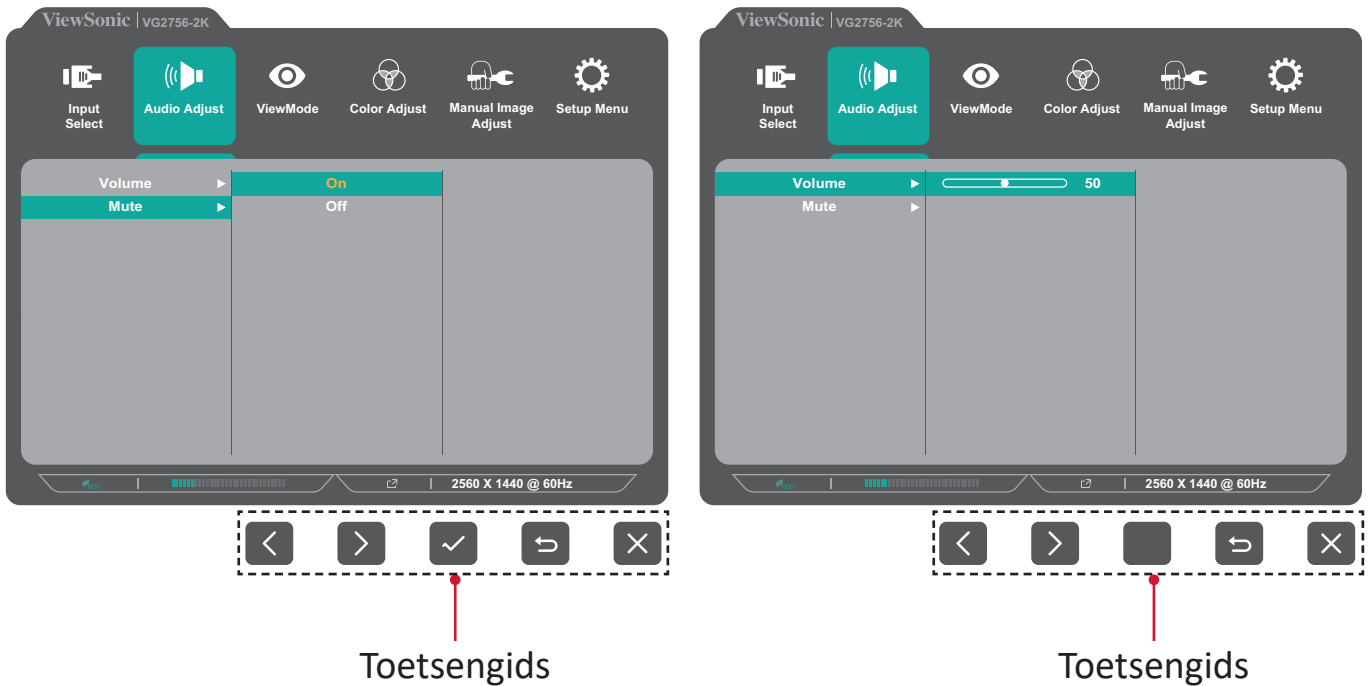 ViewSonic VG2756-2K
Input Select
Audio Adjust
ViewMode
Color Adjust
Manual Image Adjust
Setup Menu
Volume
On
Mute
Off
eco
2560 X 1440 @ 60Hz
Toetsengids
ViewSonic VG2756-2K
Input Select
Audio Adjust
ViewMode
Color Adjust
Manual Image Adjust
Setup Menu
Volume
50
Mute
eco
2560 X 1440 @ 60Hz
Toetsengids